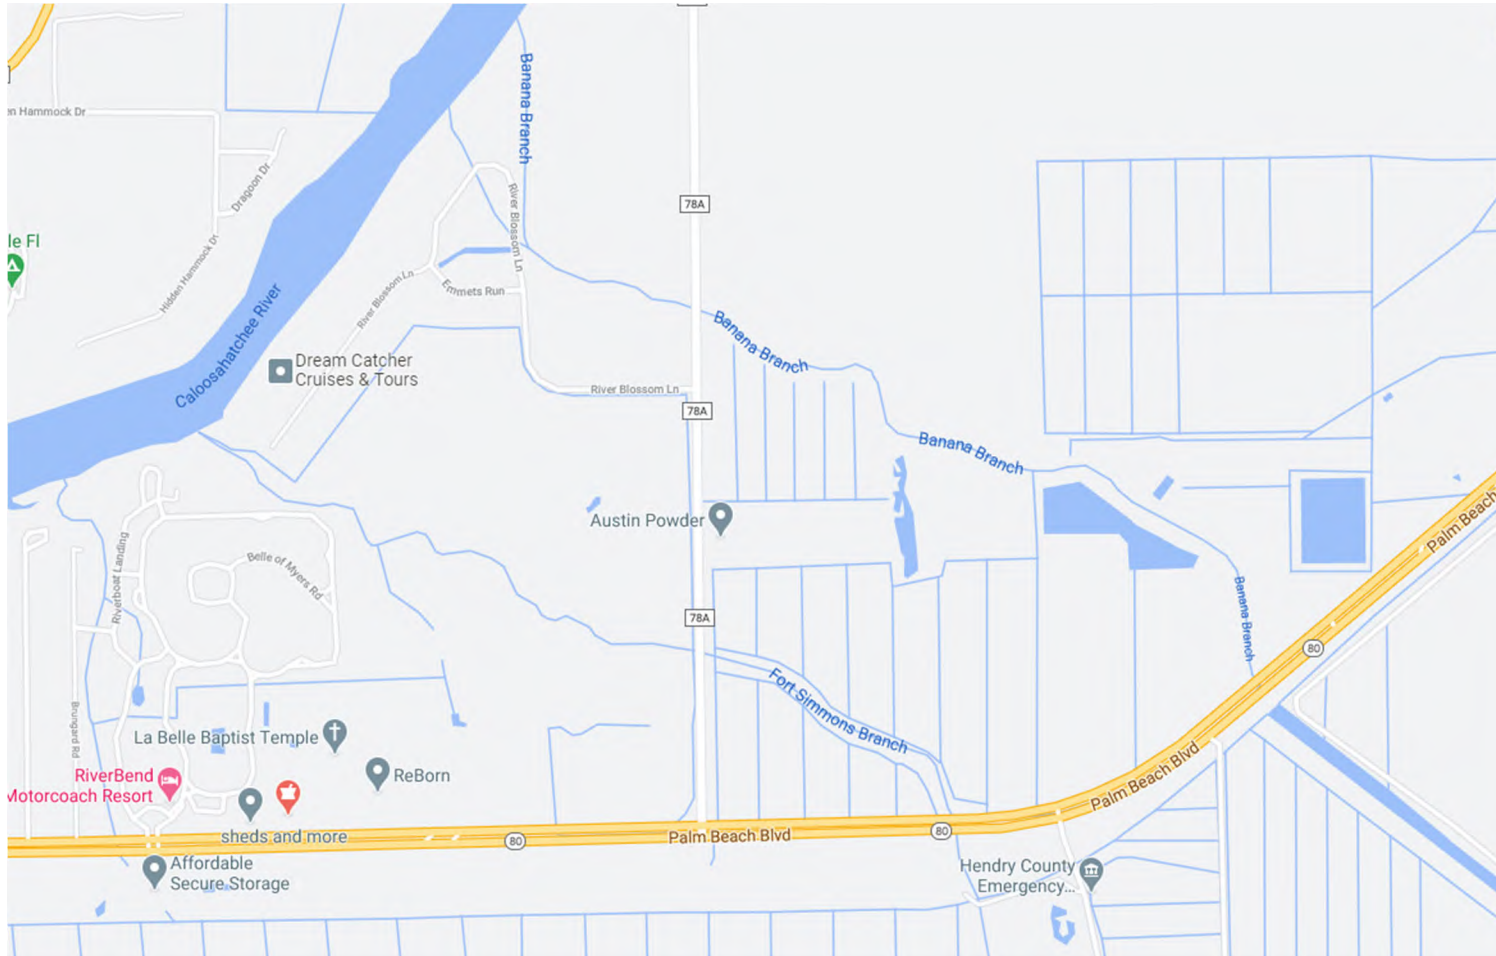 Banana Branch
en Hammock Dr
Dragoon Dr
78A
River Blossom Ln
le Fl
Hidden Hammock Dr
River Blossom Ln
Emmets Run
Caloosahatchee River
Banana Branch
Dream Catcher
Cruises & Tours
River Blossom Ln
78A
Banana Branch
Austin Powder
Palm Beach
Riverboat Landing
Belle of Myers Rd
78A
Banana Branch
80
Fort Simmons Branch
Brungard Rd
La Belle Baptist Temple
RiverBend
Motorcoach Resort
ReBorn
Palm Beach Blvd
sheds and more
80
Palm Beach Blvd
80
Affordable
Secure Storage
Hendry County
Emergency...